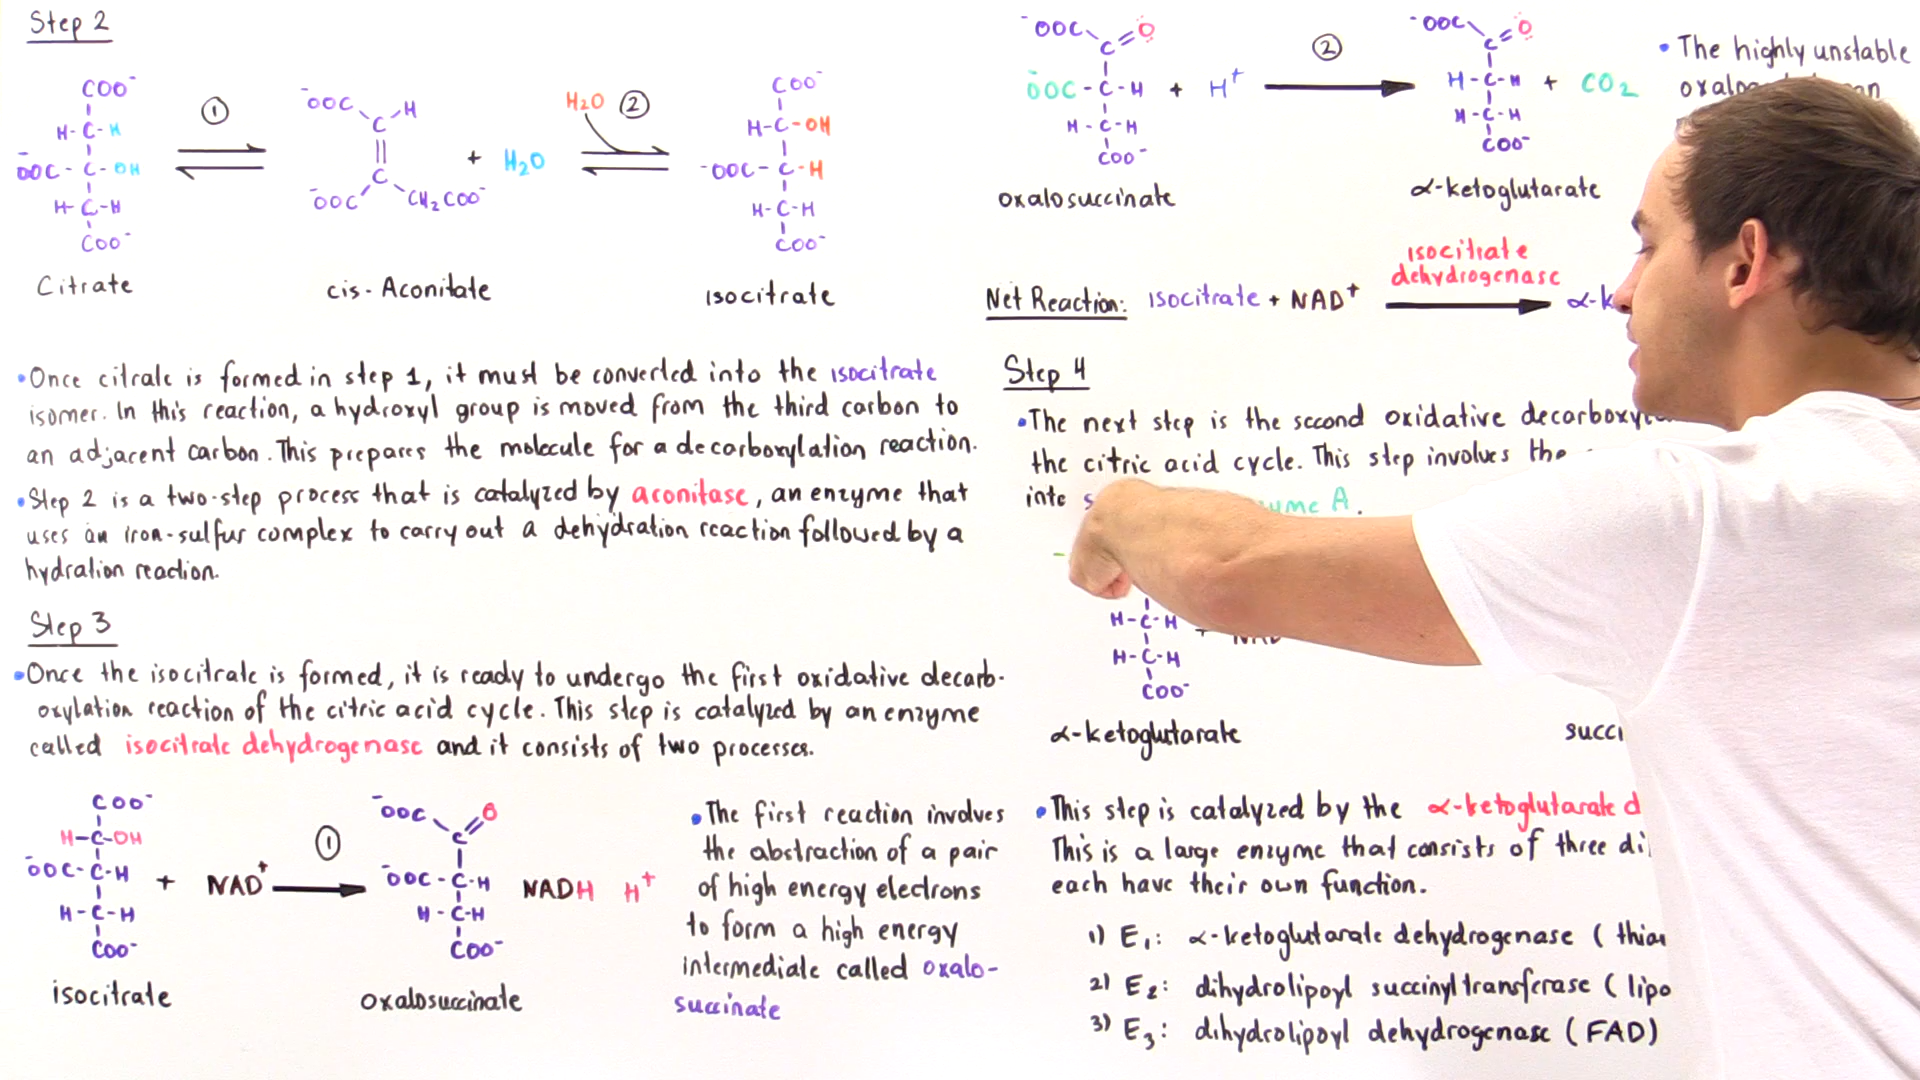 Step 2
COO⁻
H-C-H
⁻OOC-C-OH
H-C-H
COO⁻
Citrate
①
⁻OOC
C-H
C
⁻OOC
CH₂COO⁻
cis-Aconitate
+ H₂O
H₂O ②
COO⁻
H-C-OH
⁻OOC-C-H
H-C-H
COO⁻
Isocitrate
•Once citrate is formed in step 1, it must be converted into the isocitrate
isomer. In this reaction, a hydroxyl group is moved from the third carbon to
an adjacent carbon. This prepares the molecule for a decarboxylation reaction.
•Step 2 is a two-step process that is catalyzed by aconitase, an enzyme that
uses an iron-sulfur complex to carry out a dehydration reaction followed by a
hydration reaction.
Step 3
•Once the isocitrate is formed, it is ready to undergo the first oxidative decarb-
oxylation reaction of the citric acid cycle. This step is catalyzed by an enzyme
called isocitrate dehydrogenase and it consists of two processes.
COO⁻
H-C-OH
⁻OOC-C-H
H-C-H
COO⁻
isocitrate
+ NAD⁺
①
⁻OOC
C=O
⁻OOC-C-H
H-C-H
COO⁻
oxalosuccinate
NADH H⁺
•The first reaction involves
the abstraction of a pair
of high energy electrons
to form a high energy
intermediate called oxalo-
succinate
⁻OOC
C=O
⁻OOC-C-H + H⁺
H-C-H
COO⁻
oxalosuccinate
②
⁻OOC
C=O
H-C-H + CO₂
H-C-H
COO⁻
α-ketoglutarate
• The highly unstable
Net Reaction: isocitrate + NAD⁺
isocitrate
dehydrogenase
Step 4
•The next step is the second oxidative
the citric acid cycle. This step involves the
into
A.
H-C-H +
H-C-H
COO⁻
α-ketoglutarate
•This step is catalyzed by the α-ketoglutarate
This is a large enzyme that consists of three
each have their own function.
1) E₁: α-ketoglutarate dehydrogenase (
2) E₂: dihydrolipoyl succinyltransferase (
3) E₃: dihydrolipoyl dehydrogenase (FAD)